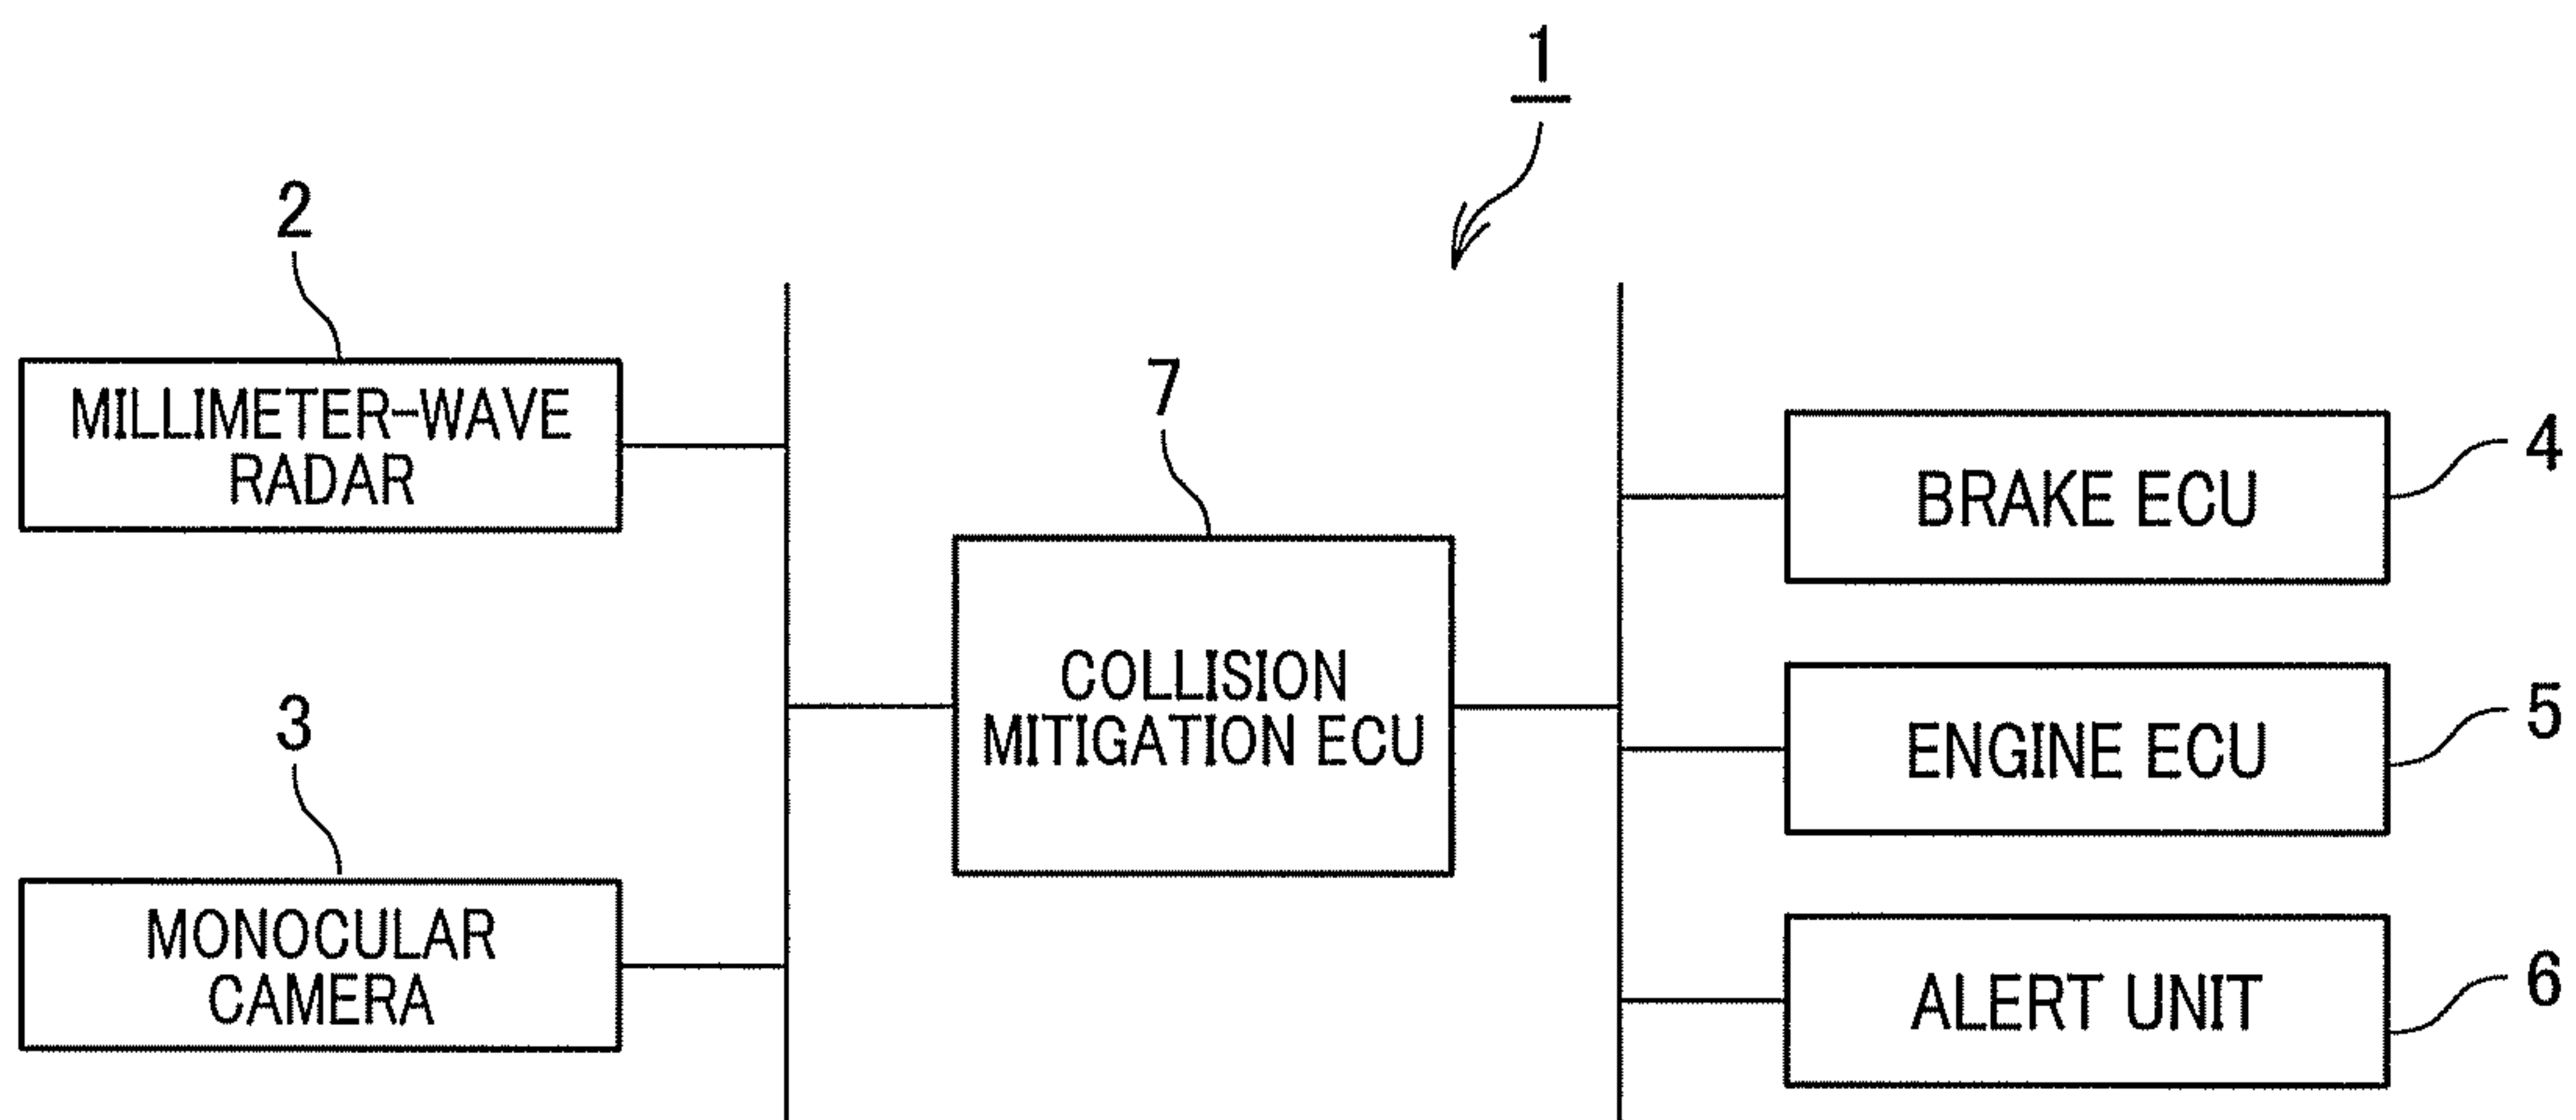 1
2
MILLIMETER-WAVE
RADAR
3
MONOCULAR
CAMERA
7
COLLISION
MITIGATION ECU
BRAKE ECU
4
ENGINE ECU
5
ALERT UNIT
6